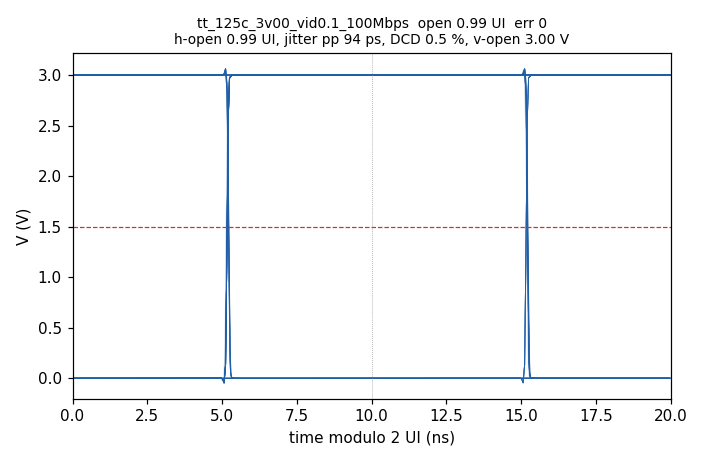 tt_125c_3v00_vid0.1_100Mbps  open 0.99 UI  err 0
h-open 0.99 UI, jitter pp 94 ps, DCD 0.5 %, v-open 3.00 V
3.0
2.5
2.0
1.5
1.0
0.5
0.0
V (V)
0.0 2.5 5.0 7.5 10.0 12.5 15.0 17.5 20.0
time modulo 2 UI (ns)